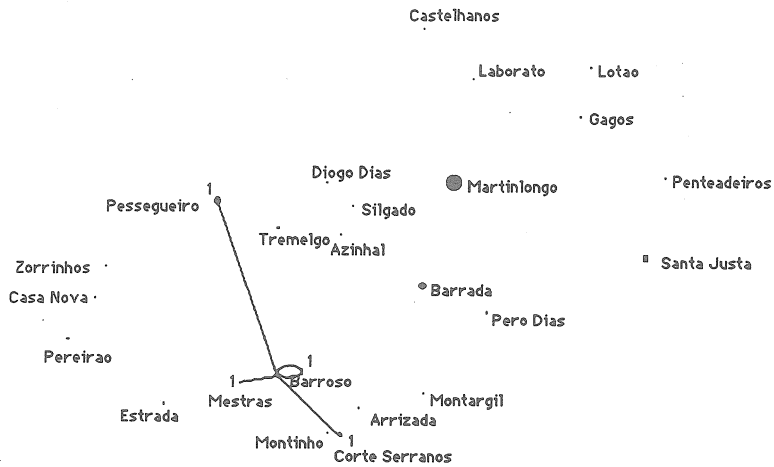 Castelhanos
Laborato
Lotao
Gagos
Diogo Dias
Martinlongo
Penteadeiros
1
Pessegueiro
Silgado
Tremelgo
Azinhal
Zorrinhos
Santa Justa
Casa Nova
Barrada
Pero Dias
Pereirao
1
1
Barroso
Mestras
Montargil
Estrada
Arrizada
Montinho
1
Corte Serranos